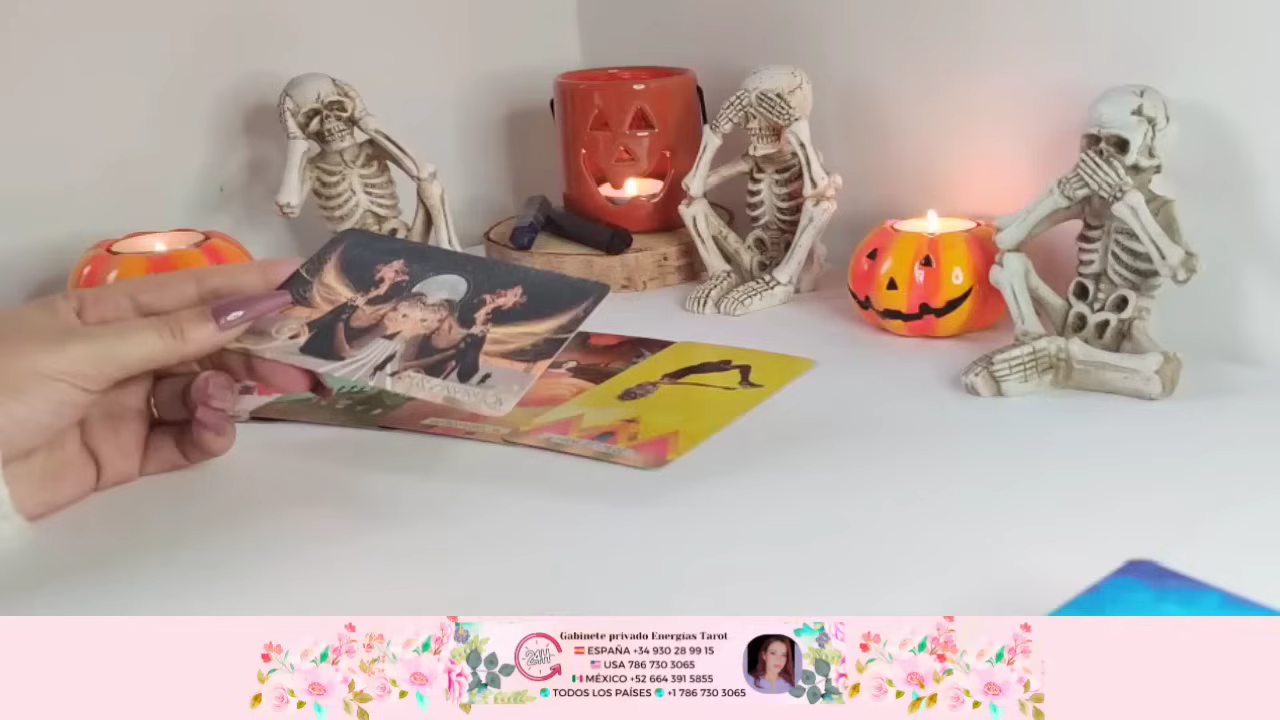 Gabinete privado Energías Tarot
ESPAÑA +34 930 28 99 15
USA 786 730 3065
MÉXICO +52 664 391 5855
TODOS LOS PAÍSES +1 786 730 3065
24H